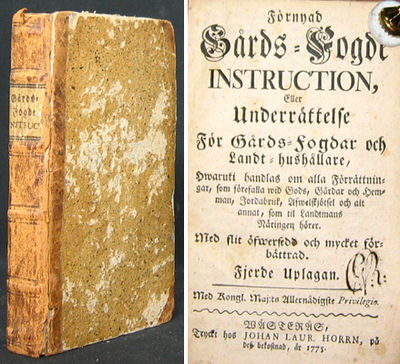 Gårds-
Fogde
INSTRUC.
Förnyad
Gårds-Fogde
INSTRUCTION,
Eller
Underrättelse
För Gårds-Fogdar och
Landt-hushållare,
Hwaruti handlas om alla Förrättnin-
gar, som förefalla wid Gods, Gårdar och Hem-
man, Jordabruk, Afwelskjötsel och alt
annat, som til Landtmans
Näringen hörer.
Med flit öfwersedd och mycket för-
bättrad.
Fjerde Uplagan.
Med Kongl. Maj:ts Allernådigste Privilegio.
WÄSTERÅS,
Tryckt hos JOHAN LAUR. HORRN, på
deß bekostnad, år 1775.